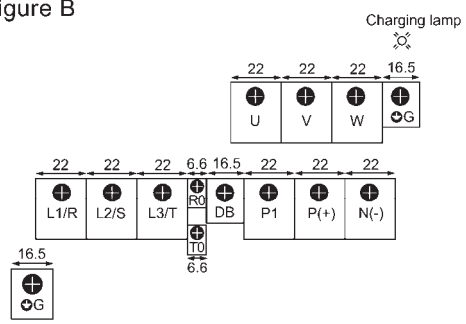 igure B
Charging lamp
22 22 22 16.5
U V W G
22 22 22 6.6 16.5 22 22 22
L1/R L2/S L3/T R0 DB P1 P(+) N(-)
T0
6.6
16.5
G